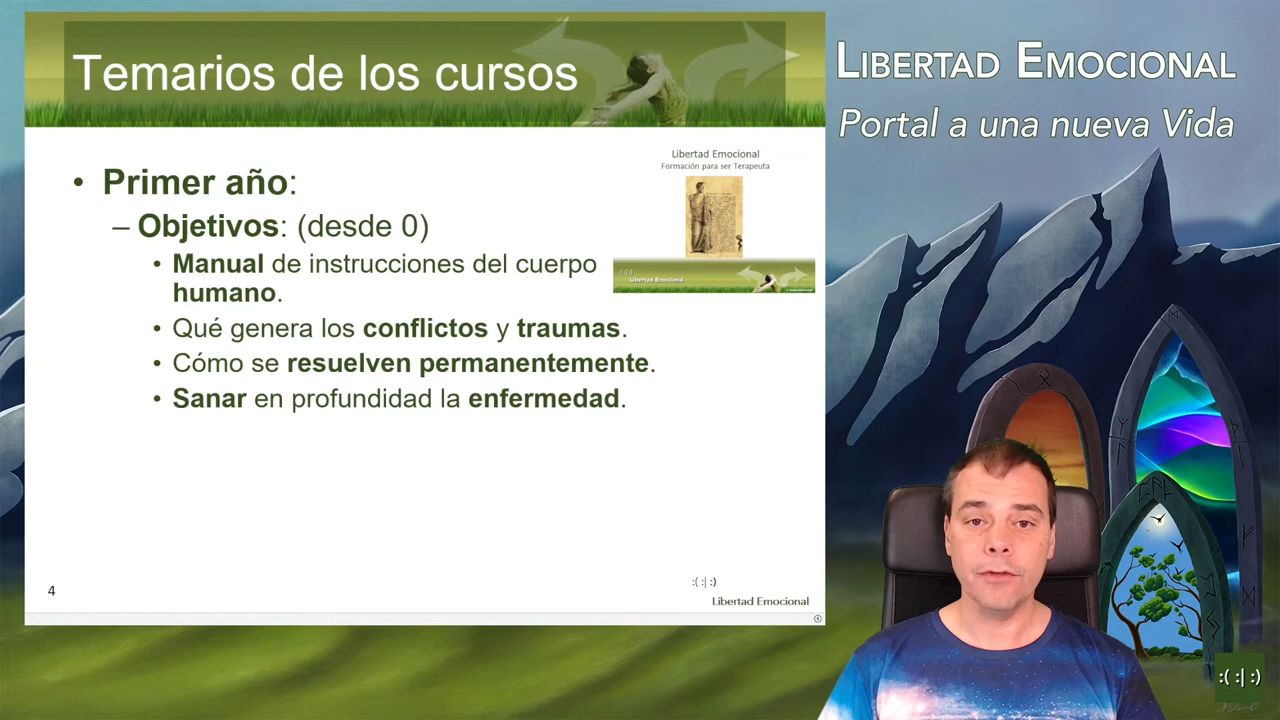 Temarios de los cursos
LIBERTAD EMOCIONAL
Portal a una nueva Vida
• Primer año:
– Objetivos: (desde 0)
• Manual de instrucciones del cuerpo
humano.
• Qué genera los conflictos y traumas.
• Cómo se resuelven permanentemente.
• Sanar en profundidad la enfermedad.
Libertad Emocional
Formación para ser Terapeuta
Libertad Emocional
4
:( :| :)
Libertad Emocional
:( :| :)